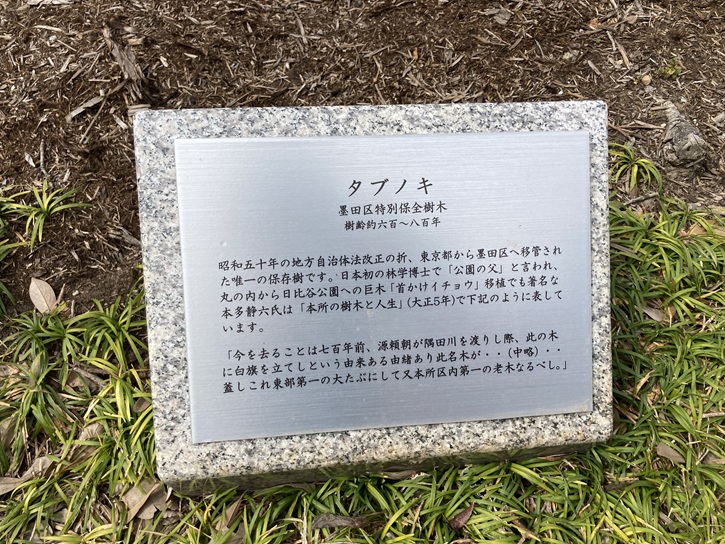 タブノキ
墨田区特別保全樹木
樹齢約六百~八百年
昭和五十年の地方自治体法改正の折、東京都から墨田区へ移管され
た唯一の保存樹です。日本初の林学博士で「公園の父」と言われ、
丸の内から日比谷公園への巨木「首かけイチョウ」移植でも著名な
本多静六氏は「本所の樹木と人生」(大正5年)で下記のように表して
います。
「今を去ることは七百年前、源頼朝が隅田川を渡りし際、此の木
に白旗を立てしという由来ある由緒あり此名木が・・(中略)・・
蓋しこれ東部第一の大たぶにして又本所区内第一の老木なるべし。」